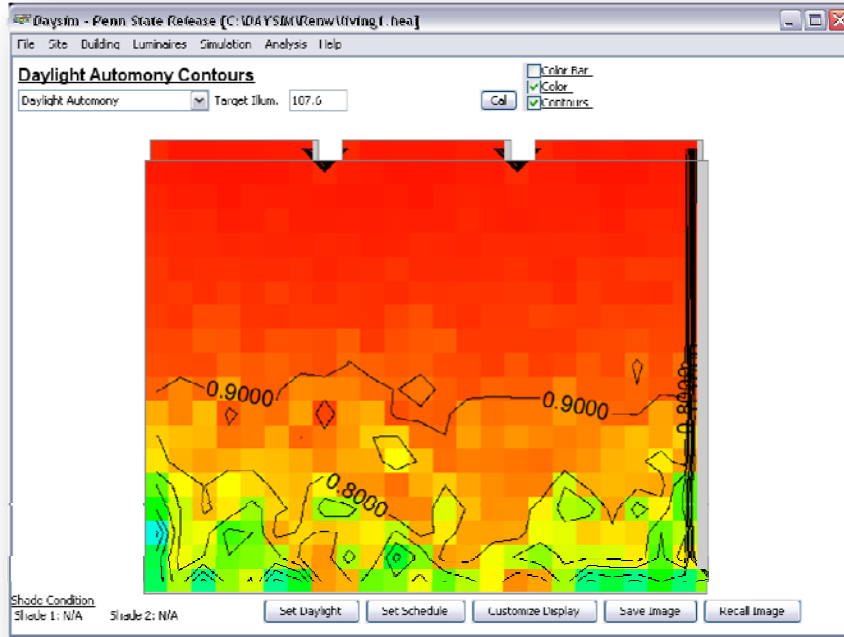 Daysim - Penn State Release [C:\DAYSIM\Renw\living1.hea]
File Site Building Luminaires Simulation Analysis Help
Daylight Automony Contours
Daylight Automony Target Illum. 107.6 Cal
Color Bar
Color
Contours
0.9000
0.9000
0.8000
0.8000
Shade Condition
Shade 1: N/A Shade 2: N/A
Set Daylight Set Schedule Customize Display Save Image Recall Image